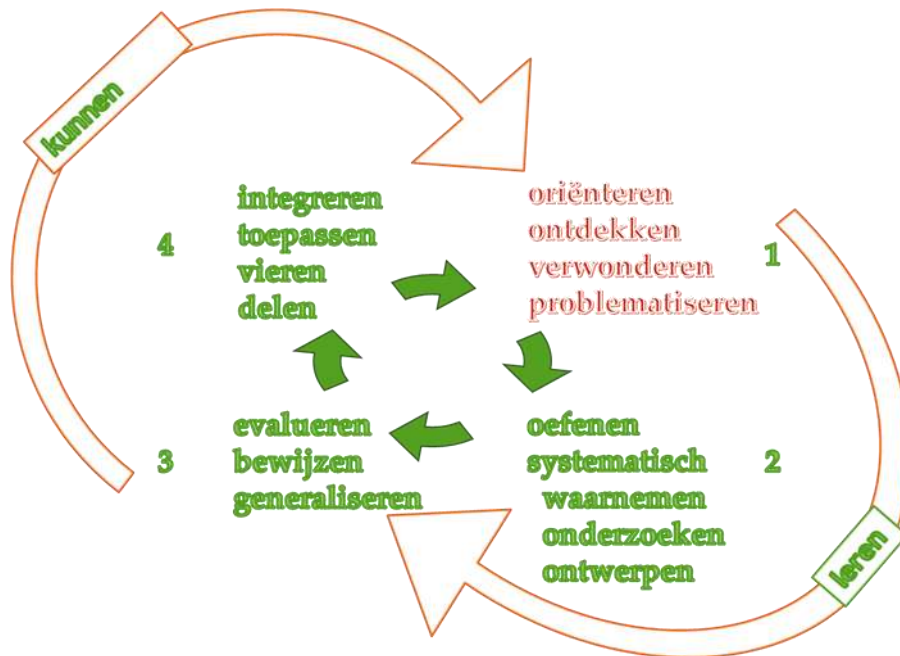 kunnen
4
integreren
toepassen
vieren
delen
oriënteren
ontdekken
verwonderen
problematiseren
1
3
evalueren
bewijzen
generaliseren
oefenen
systematisch
waarnemen
onderzoeken
ontwerpen
2
leren